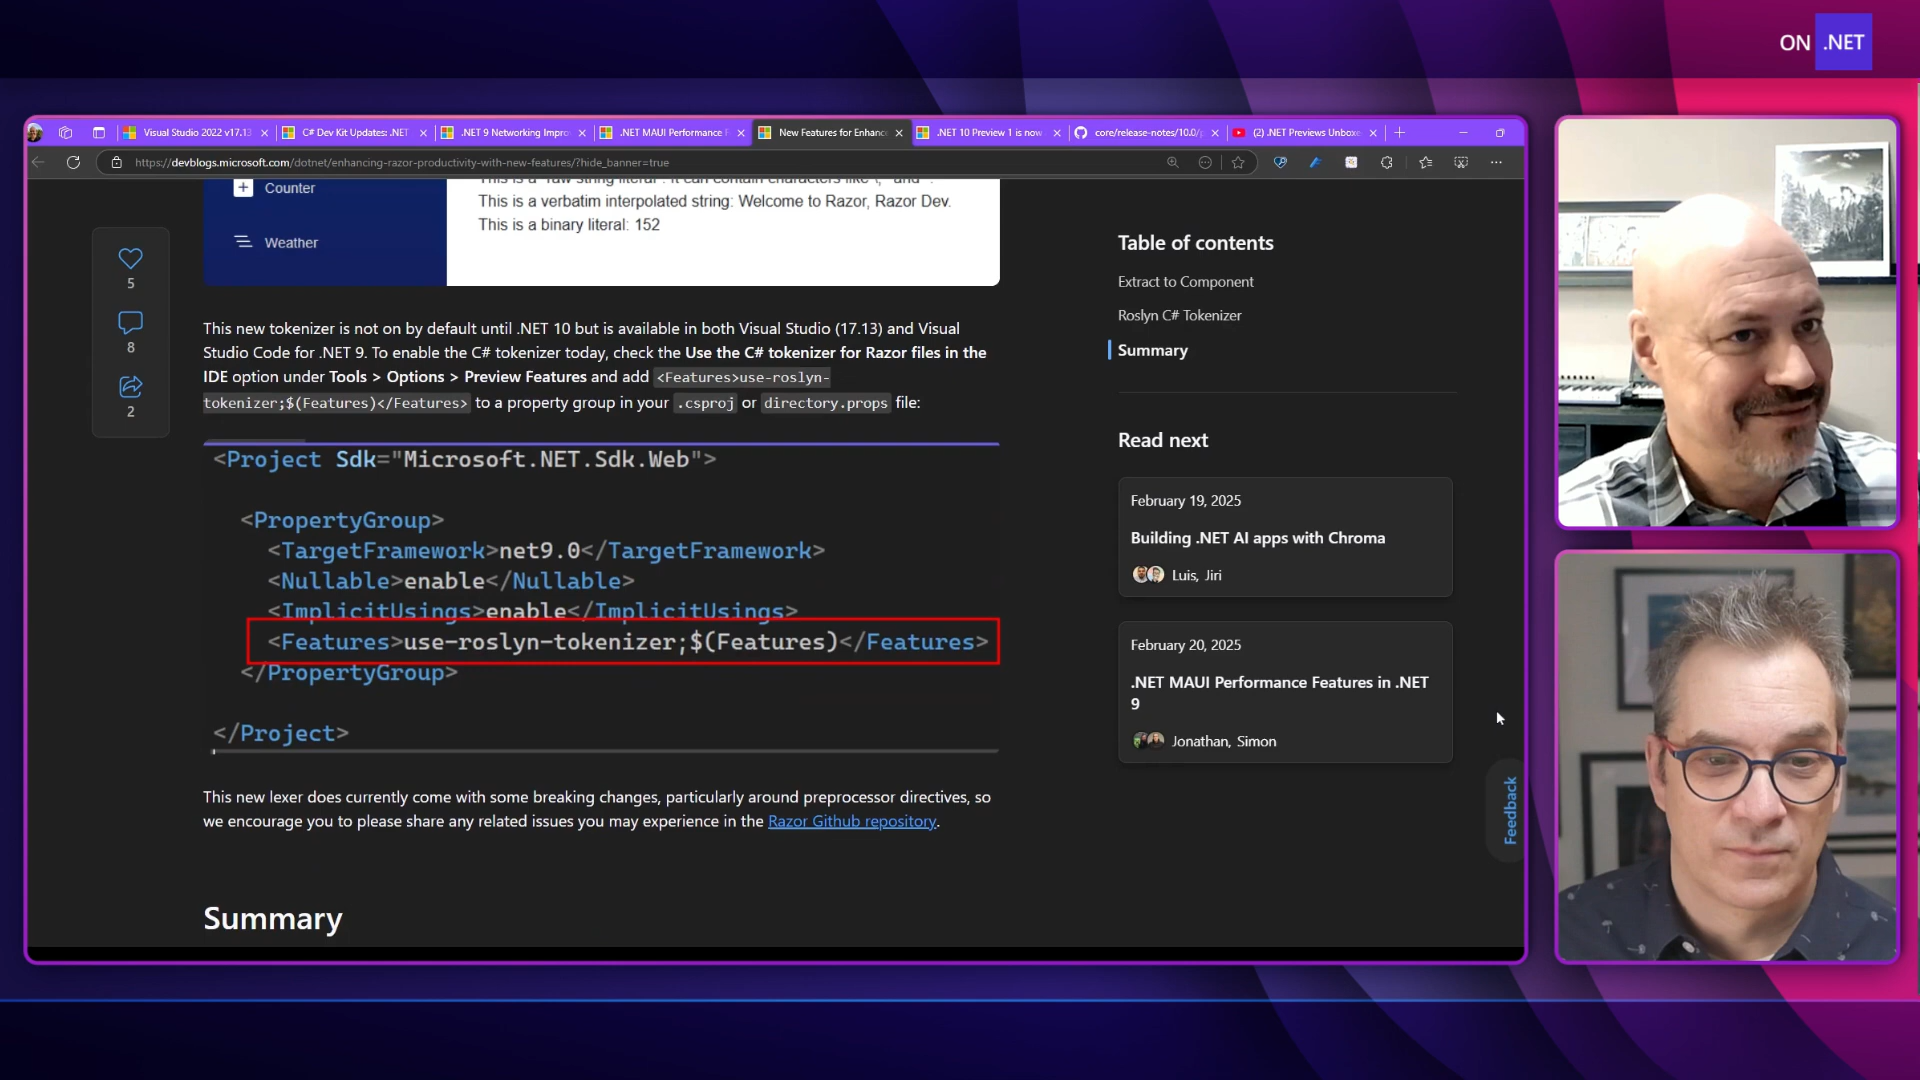 ON .NET
Visual Studio 2022 v17.13
C# Dev Kit Updates: .NET
.NET 9 Networking Impro
.NET MAUI Performance F
New Features for Enhanc
.NET 10 Preview 1 is now
core/release-notes/10.0/p
(2) .NET Previews Unboxe
https://devblogs.microsoft.com/dotnet/enhancing-razor-productivity-with-new-features/?hide_banner=true
Counter
Weather
This is a verbatim interpolated string: Welcome to Razor, Razor Dev.
This is a binary literal: 152
5
8
2
This new tokenizer is not on by default until .NET 10 but is available in both Visual Studio (17.13) and Visual
Studio Code for .NET 9. To enable the C# tokenizer today, check the Use the C# tokenizer for Razor files in the
IDE option under Tools > Options > Preview Features and add <Features>use-roslyn-
tokenizer;$(Features)</Features> to a property group in your .csproj or directory.props file:
<Project Sdk="Microsoft.NET.Sdk.Web">
<PropertyGroup>
<TargetFramework>net9.0</TargetFramework>
<Nullable>enable</Nullable>
<ImplicitUsings>enable</ImplicitUsings>
<Features>use-roslyn-tokenizer;$(Features)</Features>
</PropertyGroup>
</Project>
This new lexer does currently come with some breaking changes, particularly around preprocessor directives, so
we encourage you to please share any related issues you may experience in the Razor Github repository.
Summary
Table of contents
Extract to Component
Roslyn C# Tokenizer
Summary
Read next
February 19, 2025
Building .NET AI apps with Chroma
Luis, Jiri
February 20, 2025
.NET MAUI Performance Features in .NET
9
Jonathan, Simon
Feedback